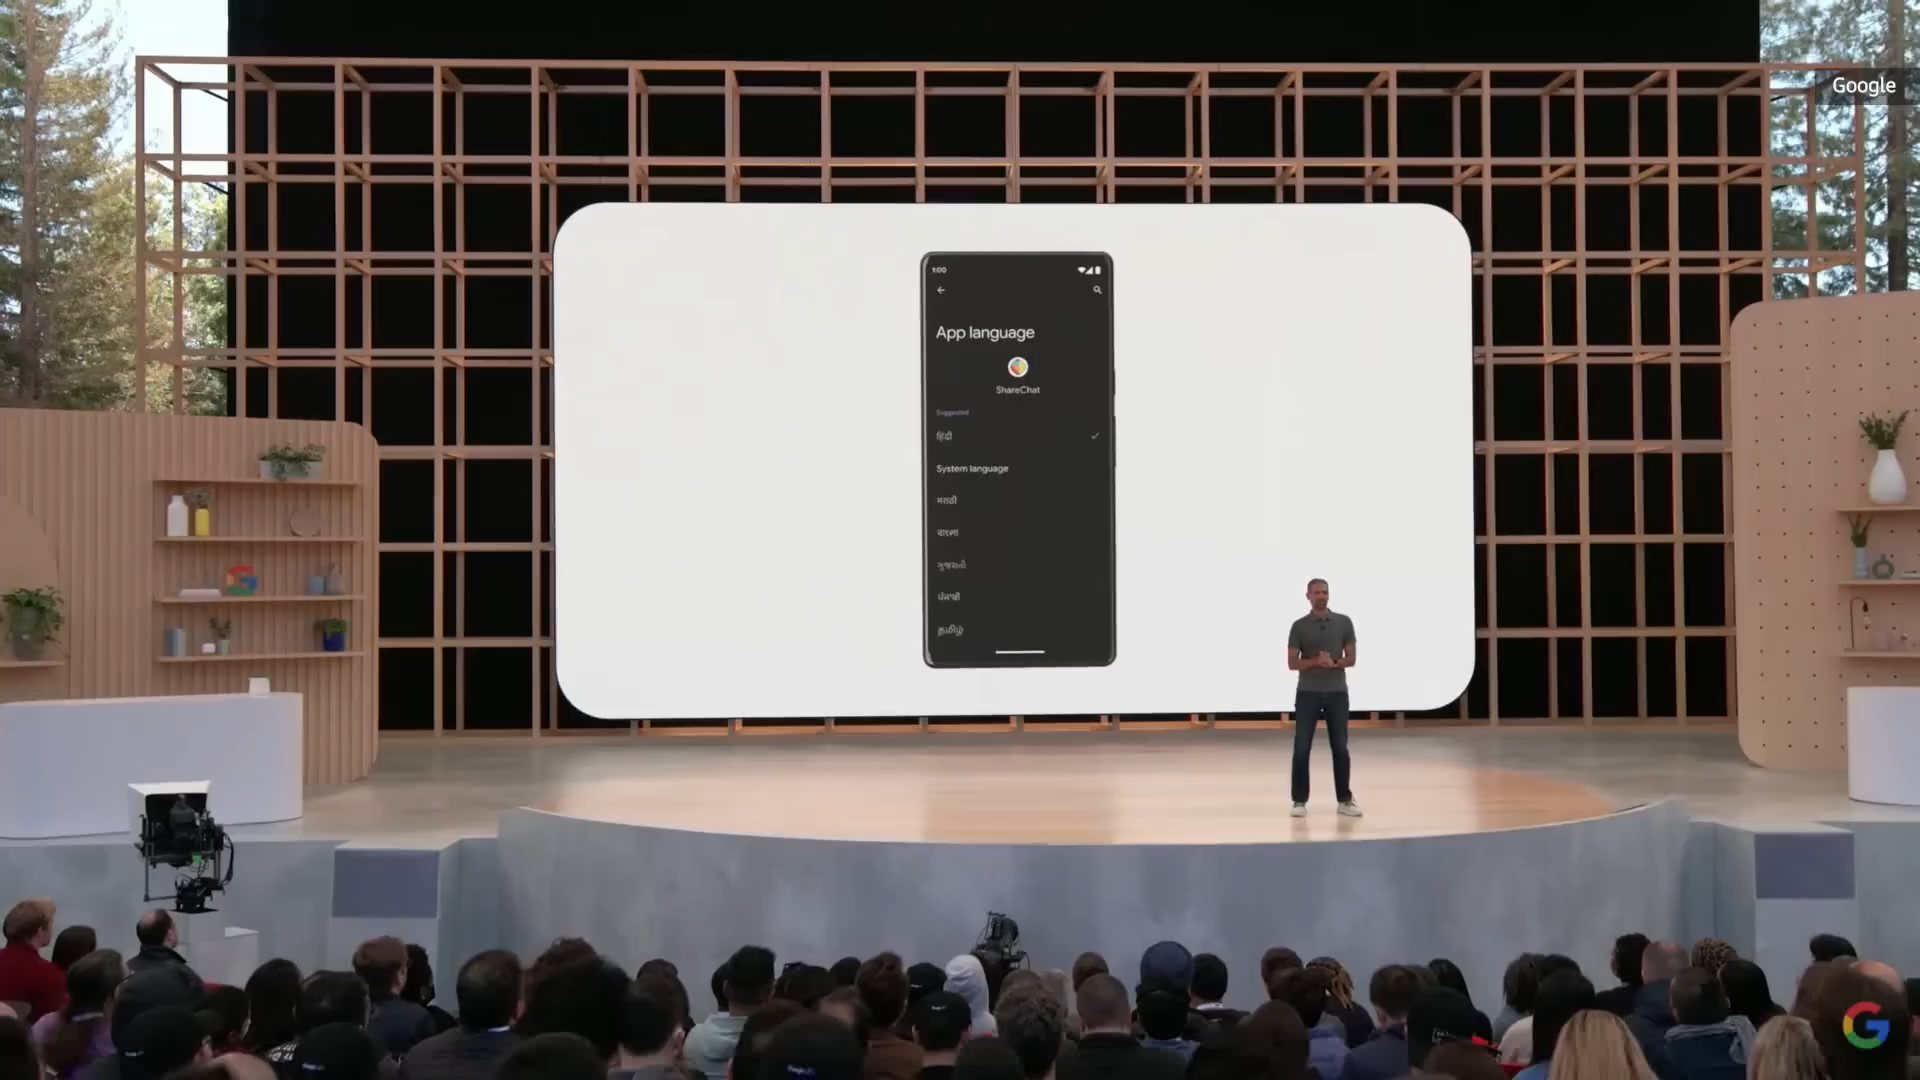 Google
1:00
App language
ShareChat
Suggested
हिंदी
System language
मराठी
বাংলা
ગુજરાતી
ਪੰਜਾਬੀ
தமிழ்